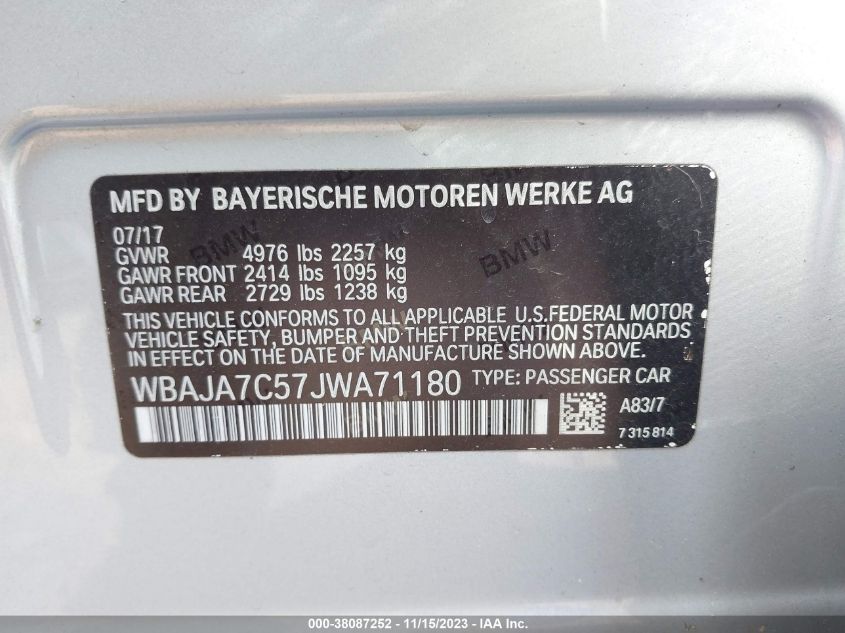 MFD BY BAYERISCHE MOTOREN WERKE AG
07/17
GVWR 4976 lbs 2257 kg
GAWR FRONT 2414 lbs 1095 kg
GAWR REAR 2729 lbs 1238 kg
BMW BMW
THIS VEHICLE CONFORMS TO ALL APPLICABLE U.S.FEDERAL MOTOR
VEHICLE SAFETY, BUMPER AND THEFT PREVENTION STANDARDS
IN EFFECT ON THE DATE OF MANUFACTURE SHOWN ABOVE.
WBAJA7C57JWA71180 TYPE: PASSENGER CAR
A83/7
7 315 814
000-38087252 - 11/15/2023 - IAA Inc.